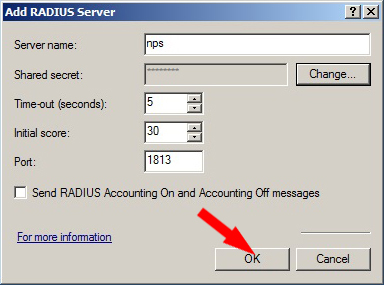 Add RADIUS Server
Server name: nps
Shared secret: ******** Change...
Time-out (seconds): 5
Initial score: 30
Port: 1813
Send RADIUS Accounting On and Accounting Off messages
For more information
OK Cancel